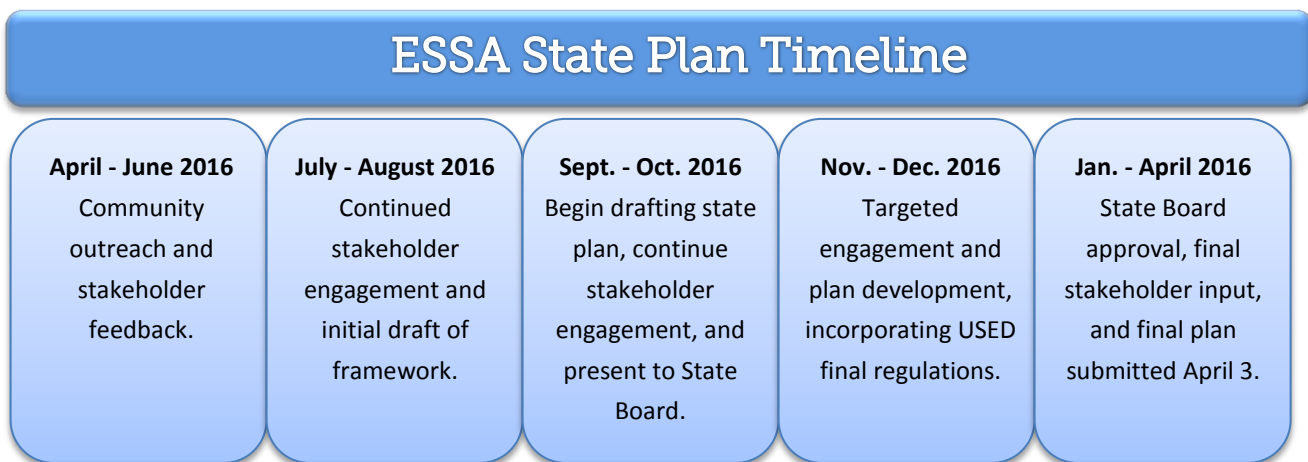 ESSA State Plan Timeline
April - June 2016
Community
outreach and
stakeholder
feedback.
July - August 2016
Continued
stakeholder
engagement and
initial draft of
framework.
Sept. - Oct. 2016
Begin drafting state
plan, continue
stakeholder
engagement, and
present to State
Board.
Nov. - Dec. 2016
Targeted
engagement and
plan development,
incorporating USED
final regulations.
Jan. - April 2016
State Board
approval, final
stakeholder input,
and final plan
submitted April 3.